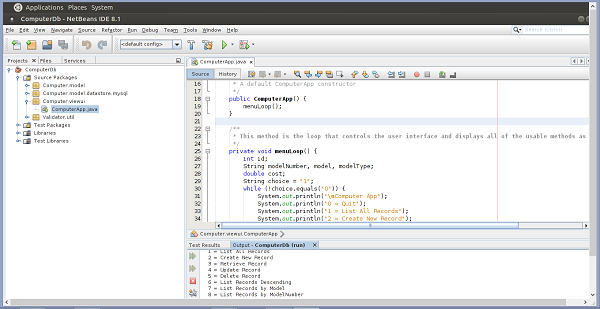 Applications Places System
ComputerDb - NetBeans IDE 8.1
File Edit View Navigate Source Refactor Run Debug Team Tools Window Help
Search (Ctrl+I)
<default config>
Projects Files Services
ComputerDb
Source Packages
Computer.model
Computer.model.datastore.mysql
Computer.viewui
ComputerApp.java
Validator.util
Test Packages
Libraries
Test Libraries
ComputerApp.java
Source History
16 * A default ComputerApp constructor
17 */
18 public ComputerApp() {
19 menuLoop();
20 }
21
22 /**
23 * This method is the loop that controls the user interface and displays all of the usable methods as
24 */
25 private void menuLoop() {
26 int id;
27 String modelNumber, model, modelType;
28 double cost;
29 String choice = "1";
30 while (!choice.equals("0")) {
31 System.out.println("\nComputer App");
32 System.out.println("0 = Quit");
33 System.out.println("1 = List All Records");
34 System.out.println("2 = Create New Record");
Computer.viewui.ComputerApp
Test Results Output - ComputerDb (run)
1 = List All Records
2 = Create New Record
3 = Retrieve Record
4 = Update Record
5 = Delete Record
6 = List Records Descending
7 = List Records by Model
8 = List Records by ModelNumber